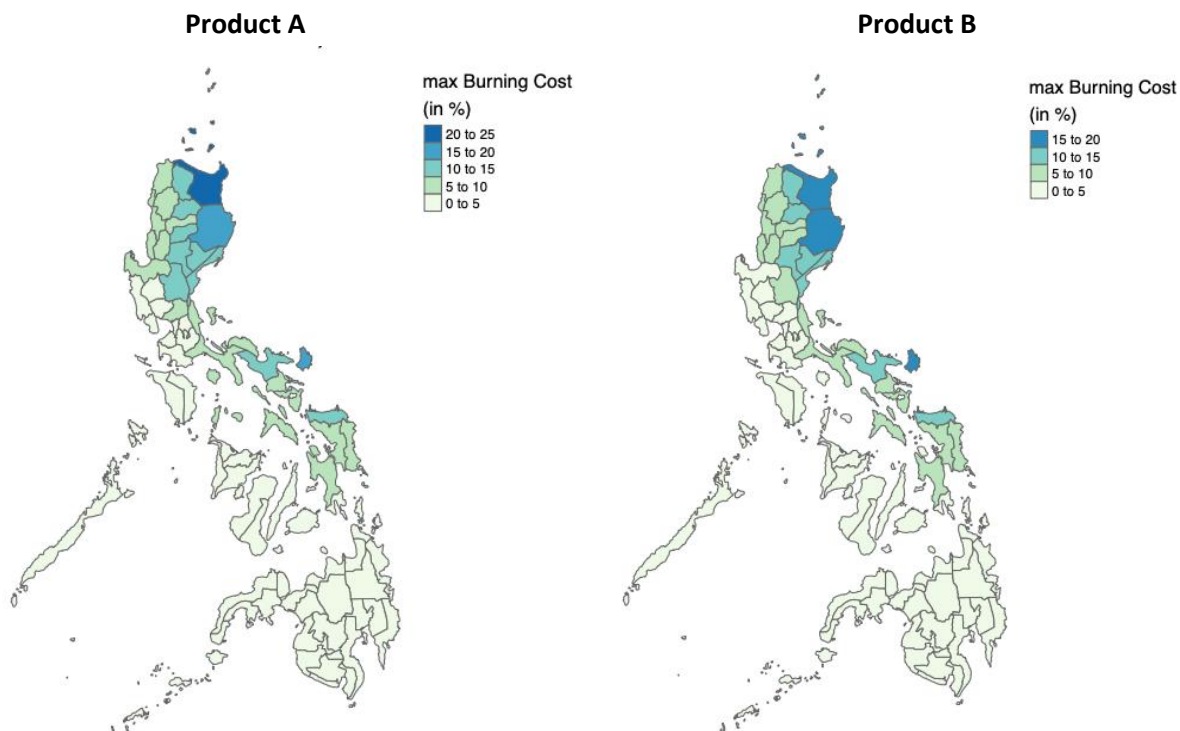 Product A
Product B
max Burning Cost
(in %)
20 to 25
15 to 20
10 to 15
5 to 10
0 to 5
max Burning Cost
(in %)
15 to 20
10 to 15
5 to 10
0 to 5